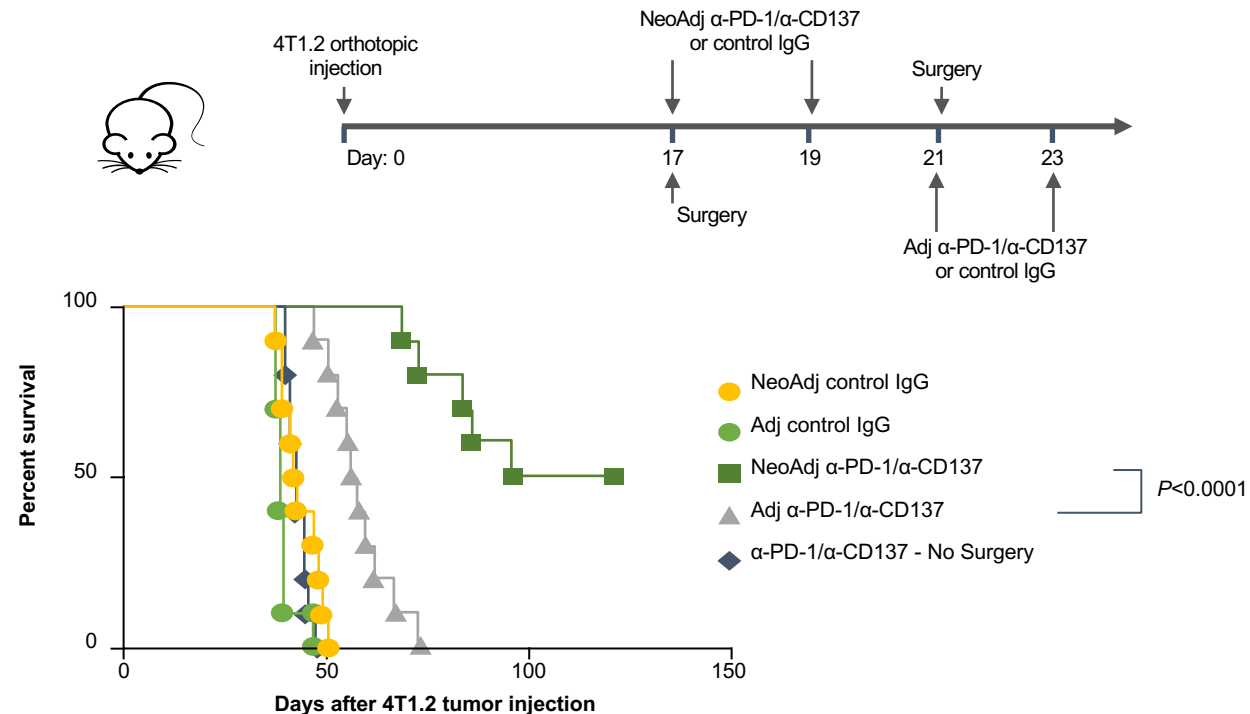 4T1.2 orthotopic
injection
NeoAdj α-PD-1/α-CD137
or control IgG
Surgery
Day: 0
17
19
21
23
Surgery
Adj α-PD-1/α-CD137
or control IgG
100
50
0
Percent survival
0
50
100
150
Days after 4T1.2 tumor injection
NeoAdj control IgG
Adj control IgG
NeoAdj α-PD-1/α-CD137
Adj α-PD-1/α-CD137
α-PD-1/α-CD137 - No Surgery
P<0.0001